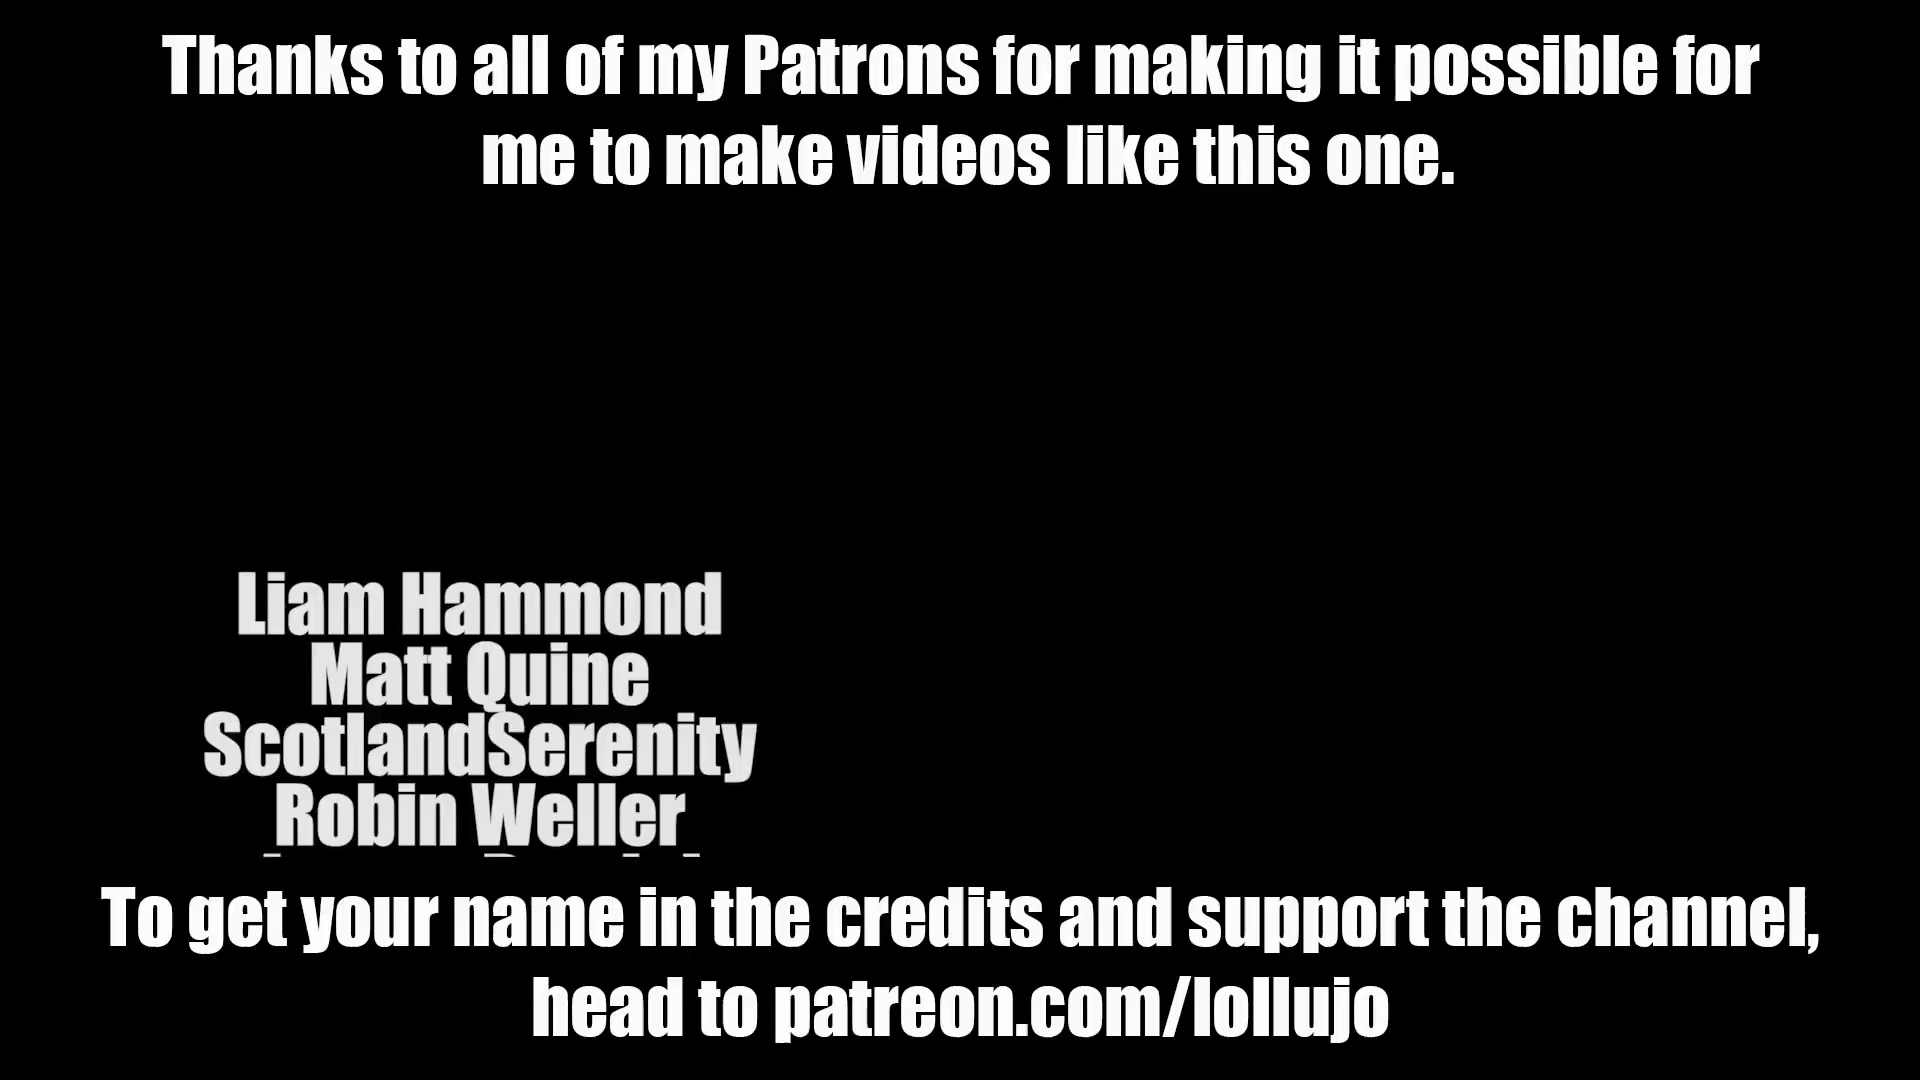 Thanks to all of my Patrons for making it possible for
me to make videos like this one.
Liam Hammond
Matt Quine
ScotlandSerenity
Robin Weller
To get your name in the credits and support the channel,
head to patreon.com/lollujo